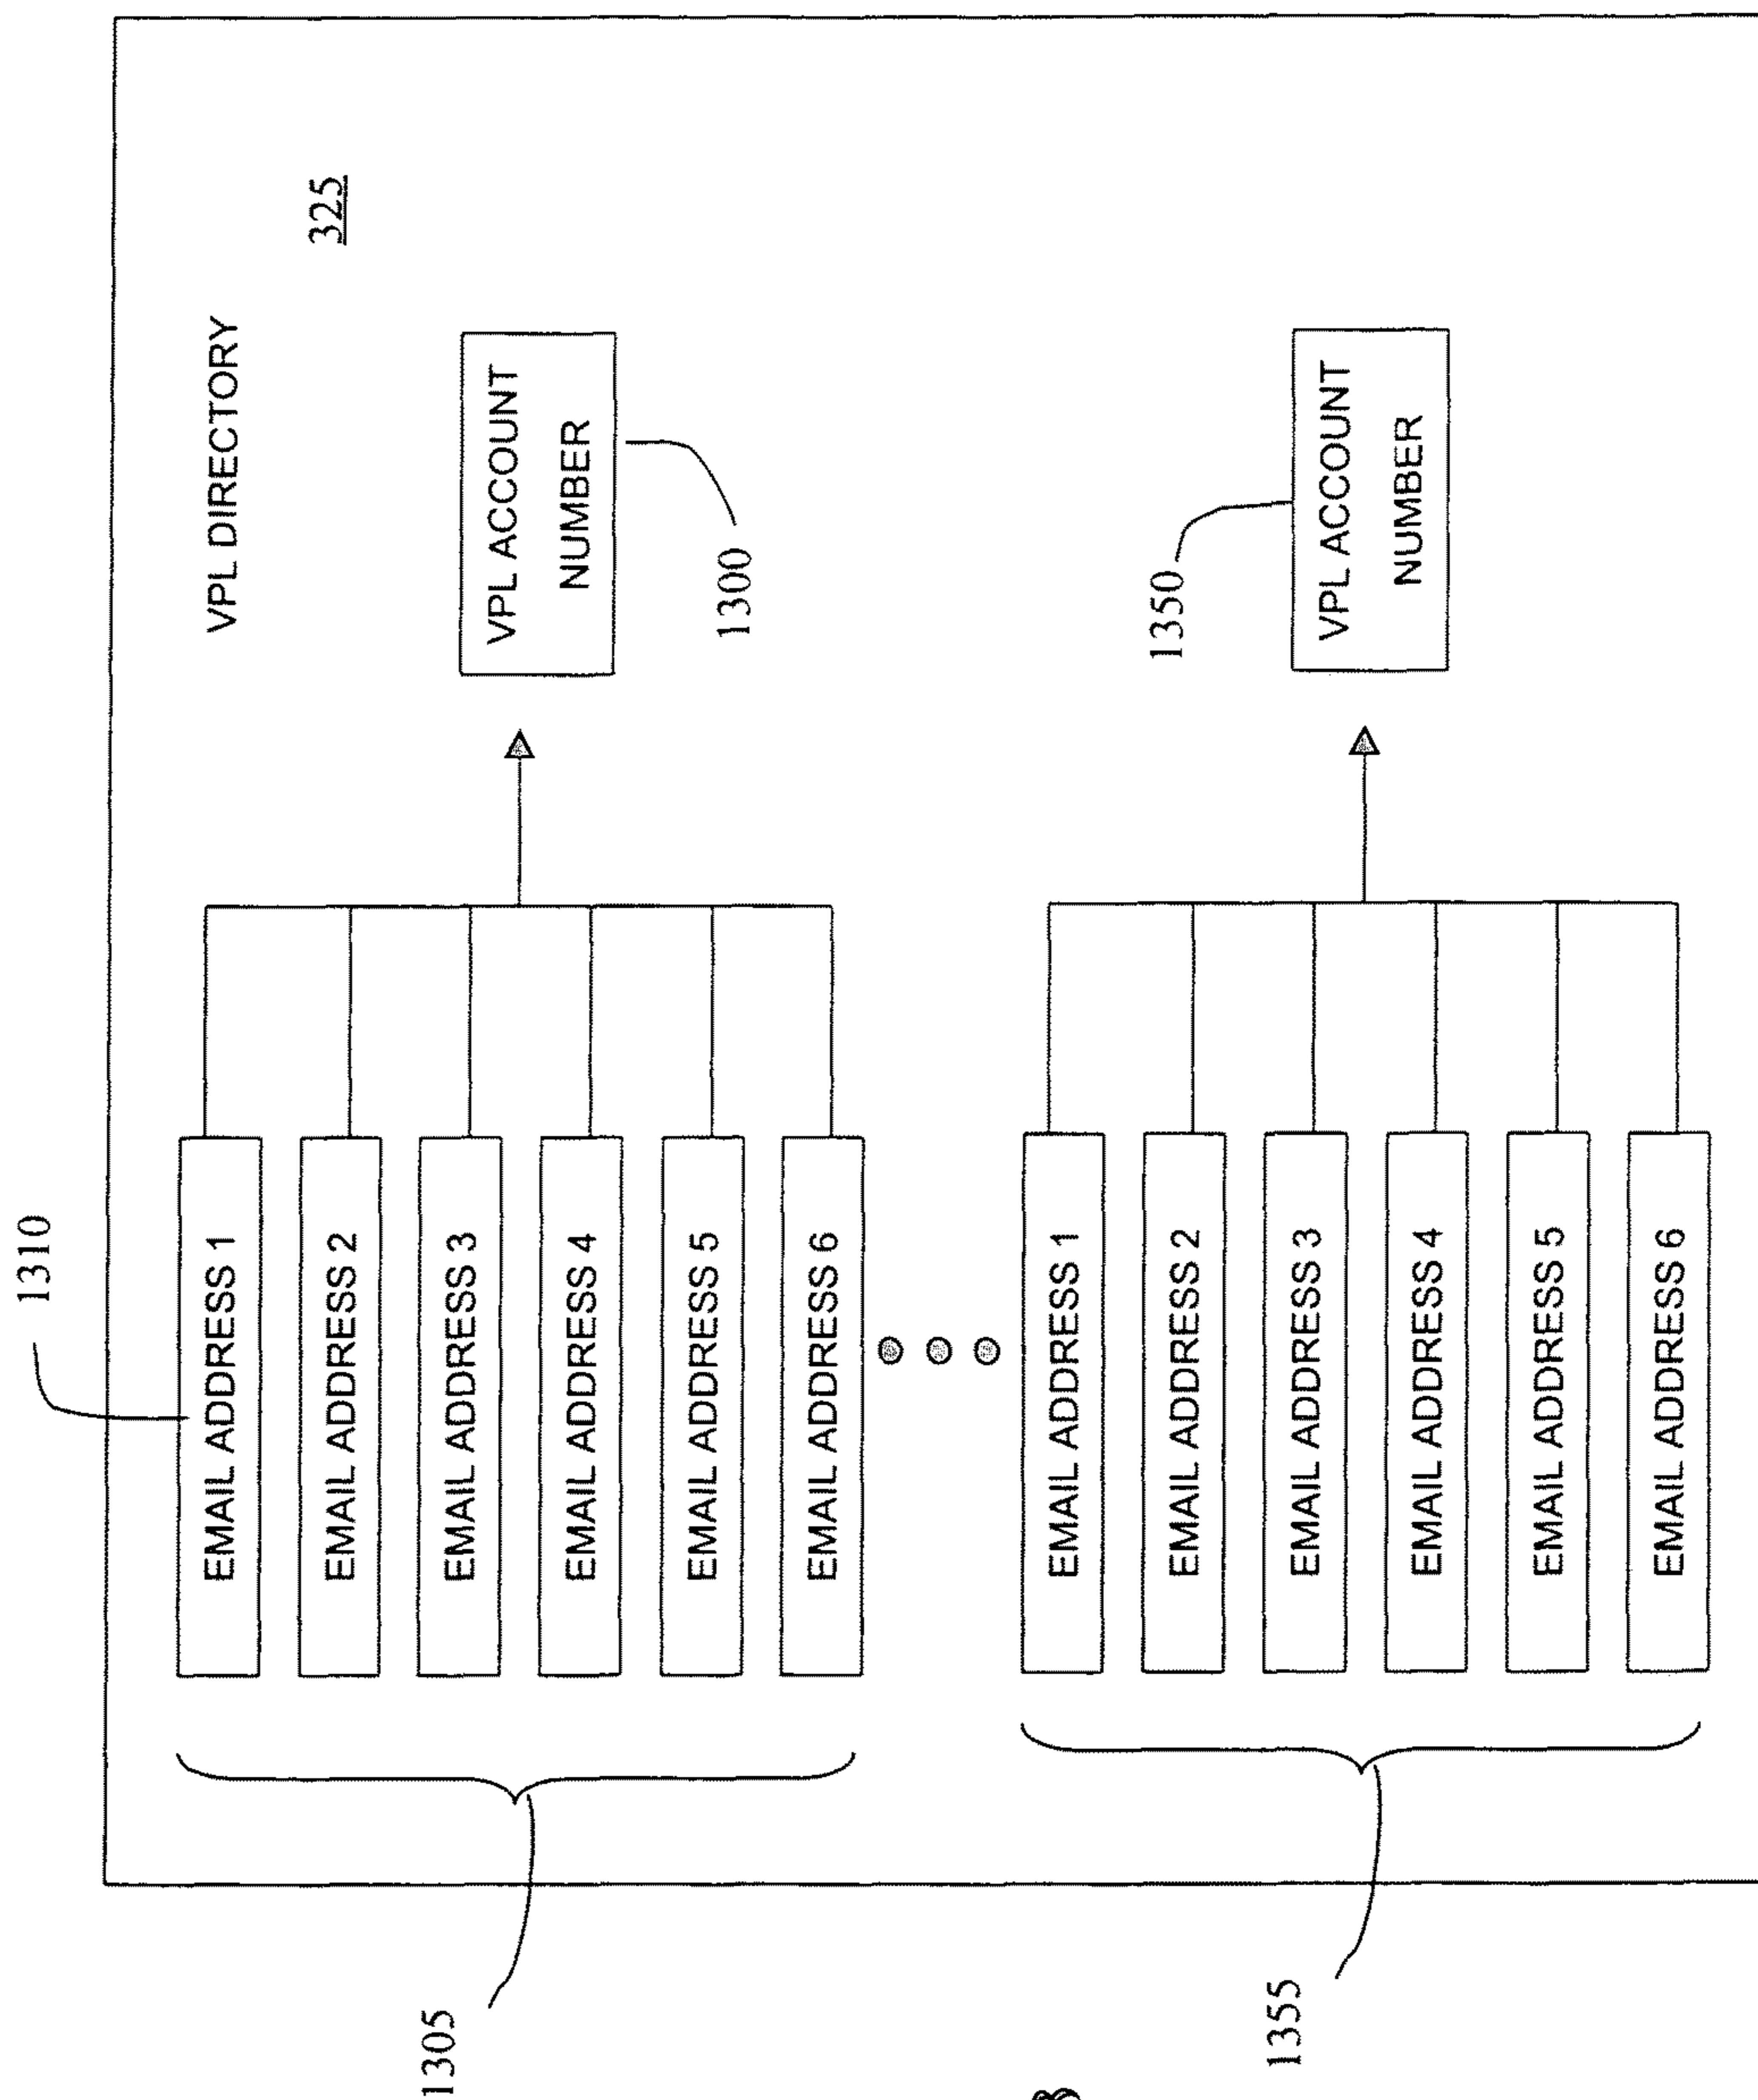 1310
VPL DIRECTORY
325
EMAIL ADDRESS 1
EMAIL ADDRESS 2
EMAIL ADDRESS 3
EMAIL ADDRESS 4
EMAIL ADDRESS 5
EMAIL ADDRESS 6
VPL ACCOUNT
NUMBER
1300
1305
EMAIL ADDRESS 1
EMAIL ADDRESS 2
EMAIL ADDRESS 3
EMAIL ADDRESS 4
EMAIL ADDRESS 5
EMAIL ADDRESS 6
1350
VPL ACCOUNT
NUMBER
1355